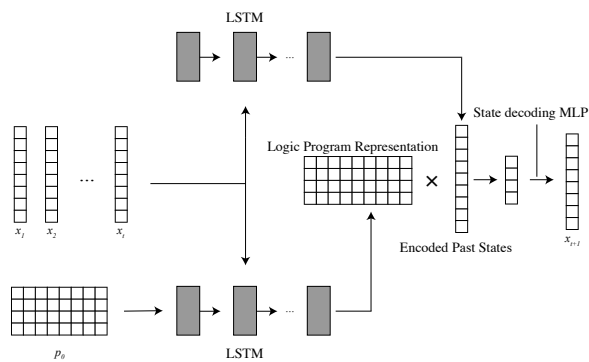 LSTM
...
State decoding MLP
Logic Program Representation
...
×
x1 x2 xt
Encoded Past States
xt+1
...
p0
LSTM